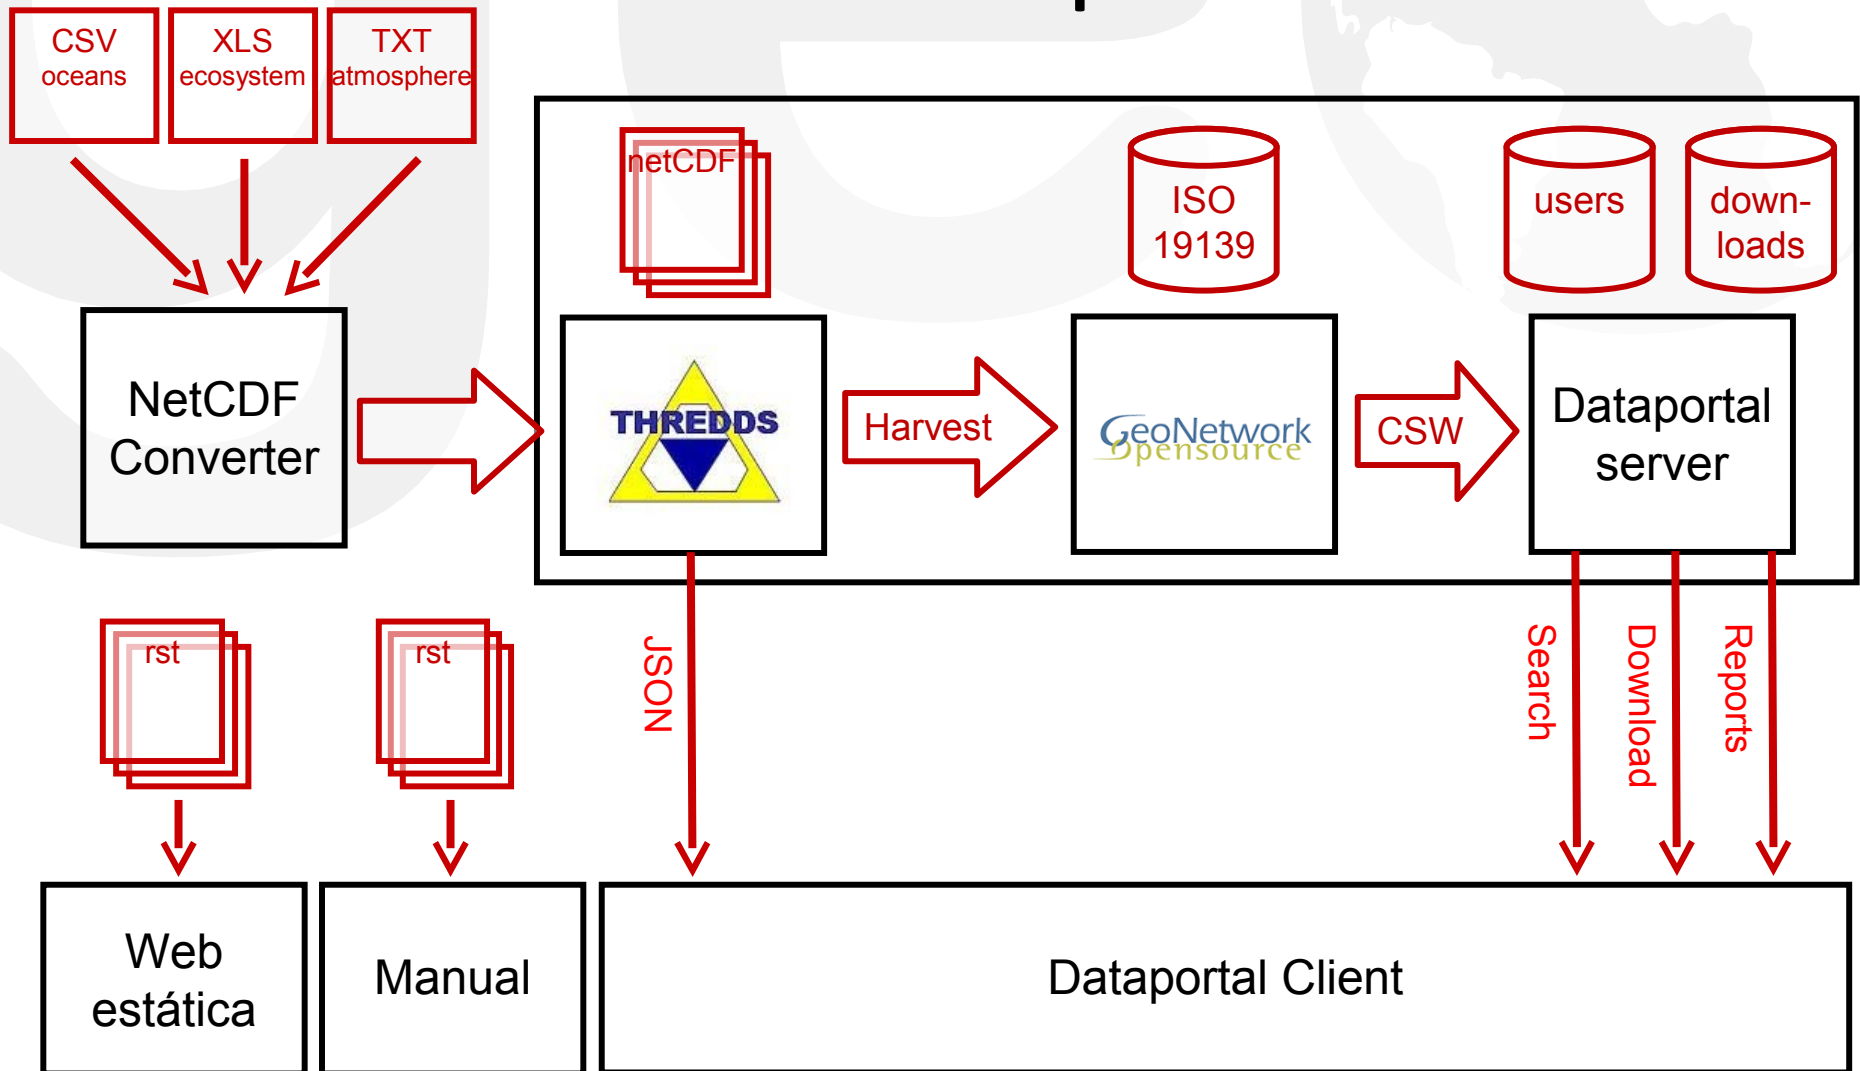 CSV
oceans
XLS
ecosystem
TXT
atmosphere
netCDF
ISO
19139
users
down-
loads
NetCDF
Converter
THREDDS
Harvest
GeoNetwork
Opensource
CSW
Dataportal
server
rst
rst
JSON
Search
Download
Reports
Web
estática
Manual
Dataportal Client